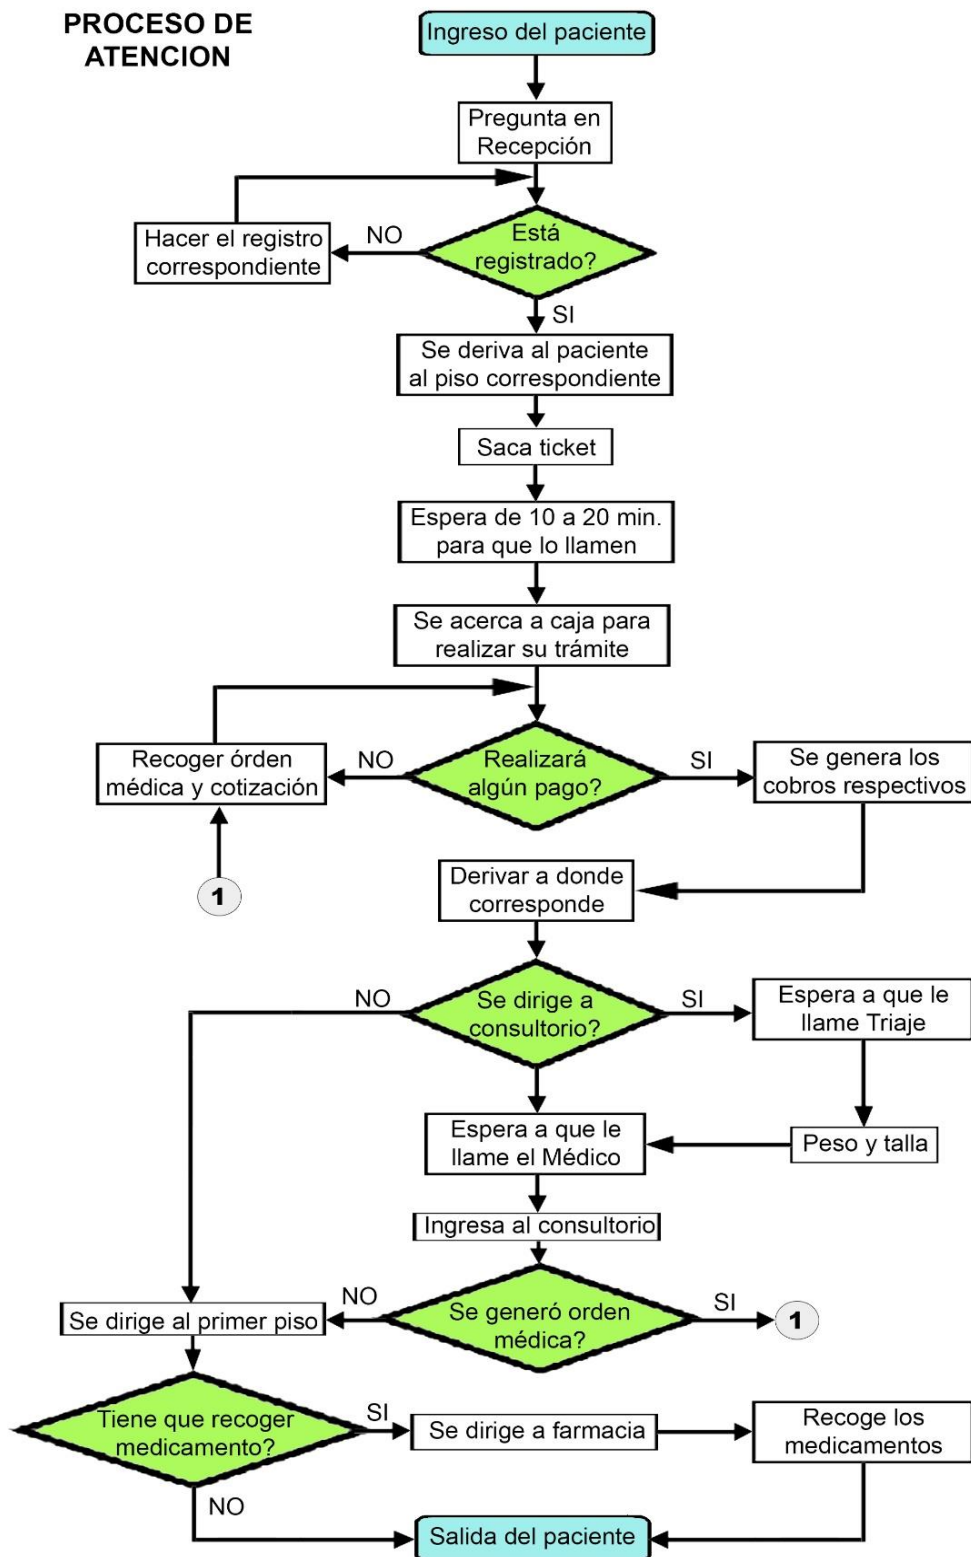 PROCESO DE
ATENCION
Ingreso del paciente
Pregunta en
Recepción
Hacer el registro
correspondiente
NO
Está
registrado?
SI
Se deriva al paciente
al piso correspondiente
Saca ticket
Espera de 10 a 20 min.
para que lo llamen
Se acerca a caja para
realizar su trámite
Recoger órden
médica y cotización
NO
Realizará
algún pago?
SI
Se genera los
cobros respectivos
1
Derivar a donde
corresponde
NO
Se dirige a
consultorio?
SI
Espera a que le
llame Triaje
Espera a que le
llame el Médico
Peso y talla
Ingresa al consultorio
Se dirige al primer piso
NO
Se generó orden
médica?
SI
1
Tiene que recoger
medicamento?
SI
Se dirige a farmacia
Recoge los
medicamentos
NO
Salida del paciente